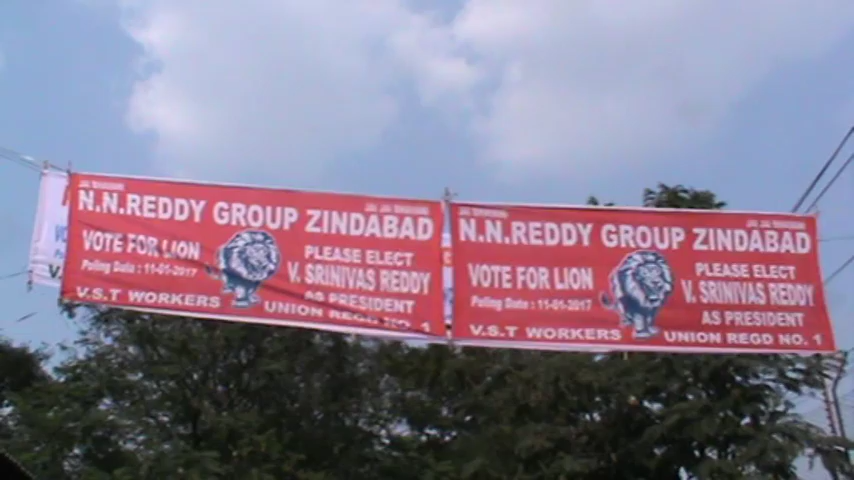 N.N.REDDY GROUP ZINDABAD
VOTE FOR LION
Polling Date : 11-01-2017
PLEASE ELECT
V. SRINIVAS REDDY
AS PRESIDENT
V.S.T WORKERS
UNION REGD NO. 1
N.N.REDDY GROUP ZINDABAD
VOTE FOR LION
Polling Date : 11-01-2017
PLEASE ELECT
V. SRINIVAS REDDY
AS PRESIDENT
V.S.T WORKERS
UNION REGD NO. 1